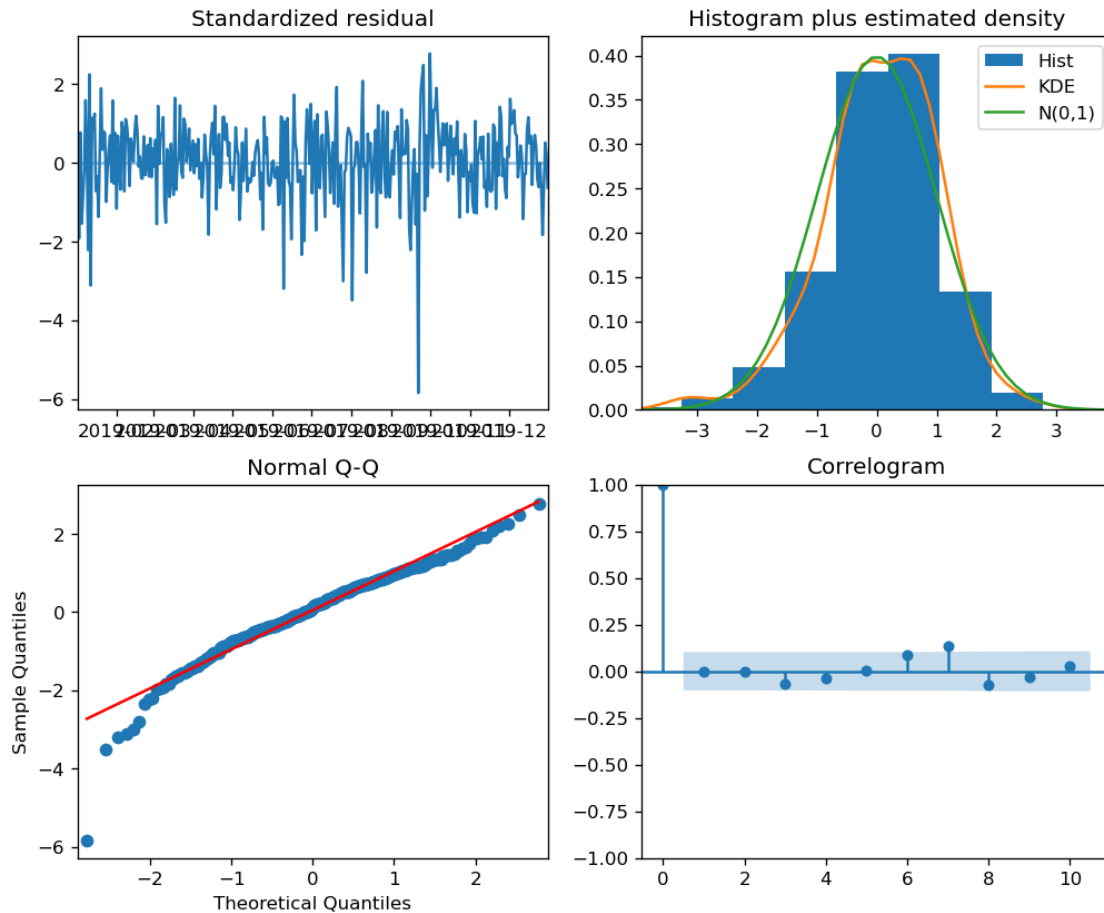 Standardized residual
2
0
−2
−4
−6
Histogram plus estimated density
0.40
0.35
0.30
0.25
0.20
0.15
0.10
0.05
0.00
Hist
KDE
N(0,1)
−3 −2 −1 0 1 2 3
Normal Q-Q
Sample Quantiles
2
0
−2
−4
−6
−2 −1 0 1 2
Theoretical Quantiles
Correlogram
1.00
0.75
0.50
0.25
0.00
−0.25
−0.50
−0.75
−1.00
0 2 4 6 8 10